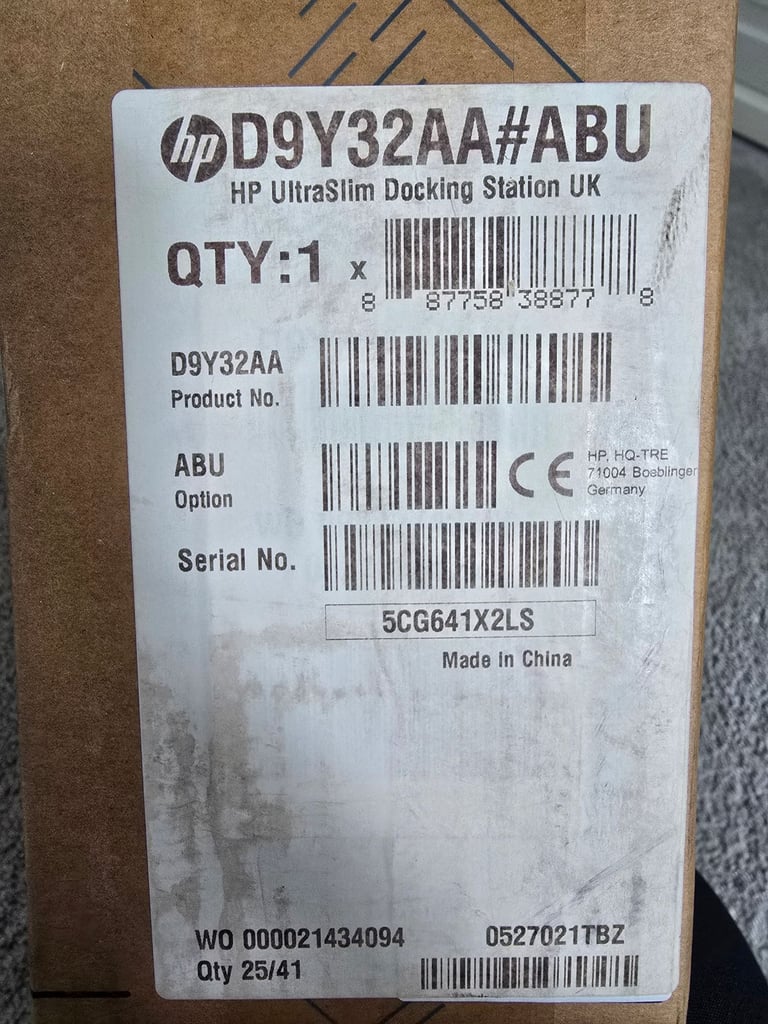 hp D9Y32AA#ABU
HP UltraSlim Docking Station UK
QTY:1 x
8 87758 38877 8
D9Y32AA
Product No.
ABU
Option
CE
HP, HQ-TRE
71004 Boeblingen
Germany
Serial No.
5CG641X2LS
Made in China
WO 000021434094
0527021TBZ
Qty 25/41